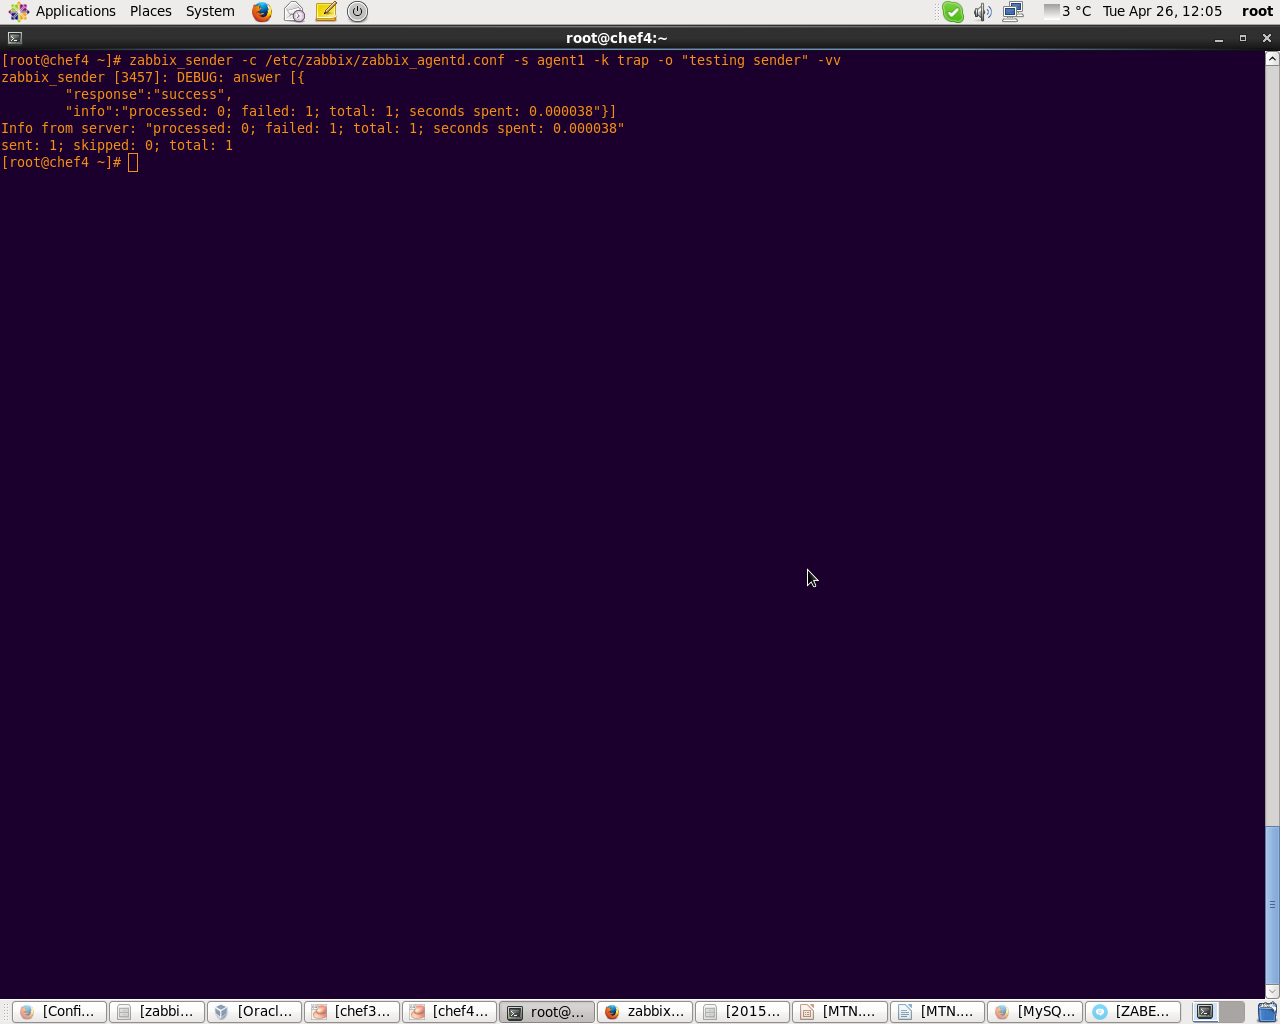 Applications Places System 3 °C Tue Apr 26, 12:05 root
root@chef4:~
[root@chef4 ~]# zabbix_sender -c /etc/zabbix/zabbix_agentd.conf -s agent1 -k trap -o "testing sender" -vv
zabbix_sender [3457]: DEBUG: answer [{
"response":"success",
"info":"processed: 0; failed: 1; total: 1; seconds spent: 0.000038"}]
Info from server: "processed: 0; failed: 1; total: 1; seconds spent: 0.000038"
sent: 1; skipped: 0; total: 1
[root@chef4 ~]#
[Confi... [zabbi... [Oracl... [chef3... [chef4... root@... zabbix... [2015... [MTN.... [MTN.... [MySQ... [ZABE...